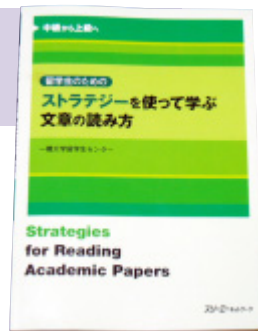 中級から上級へ
留学生のための
ストラテジーを使って学ぶ
文章の読み方
一橋大学留学生センター
Strategies
for Reading
Academic Papers